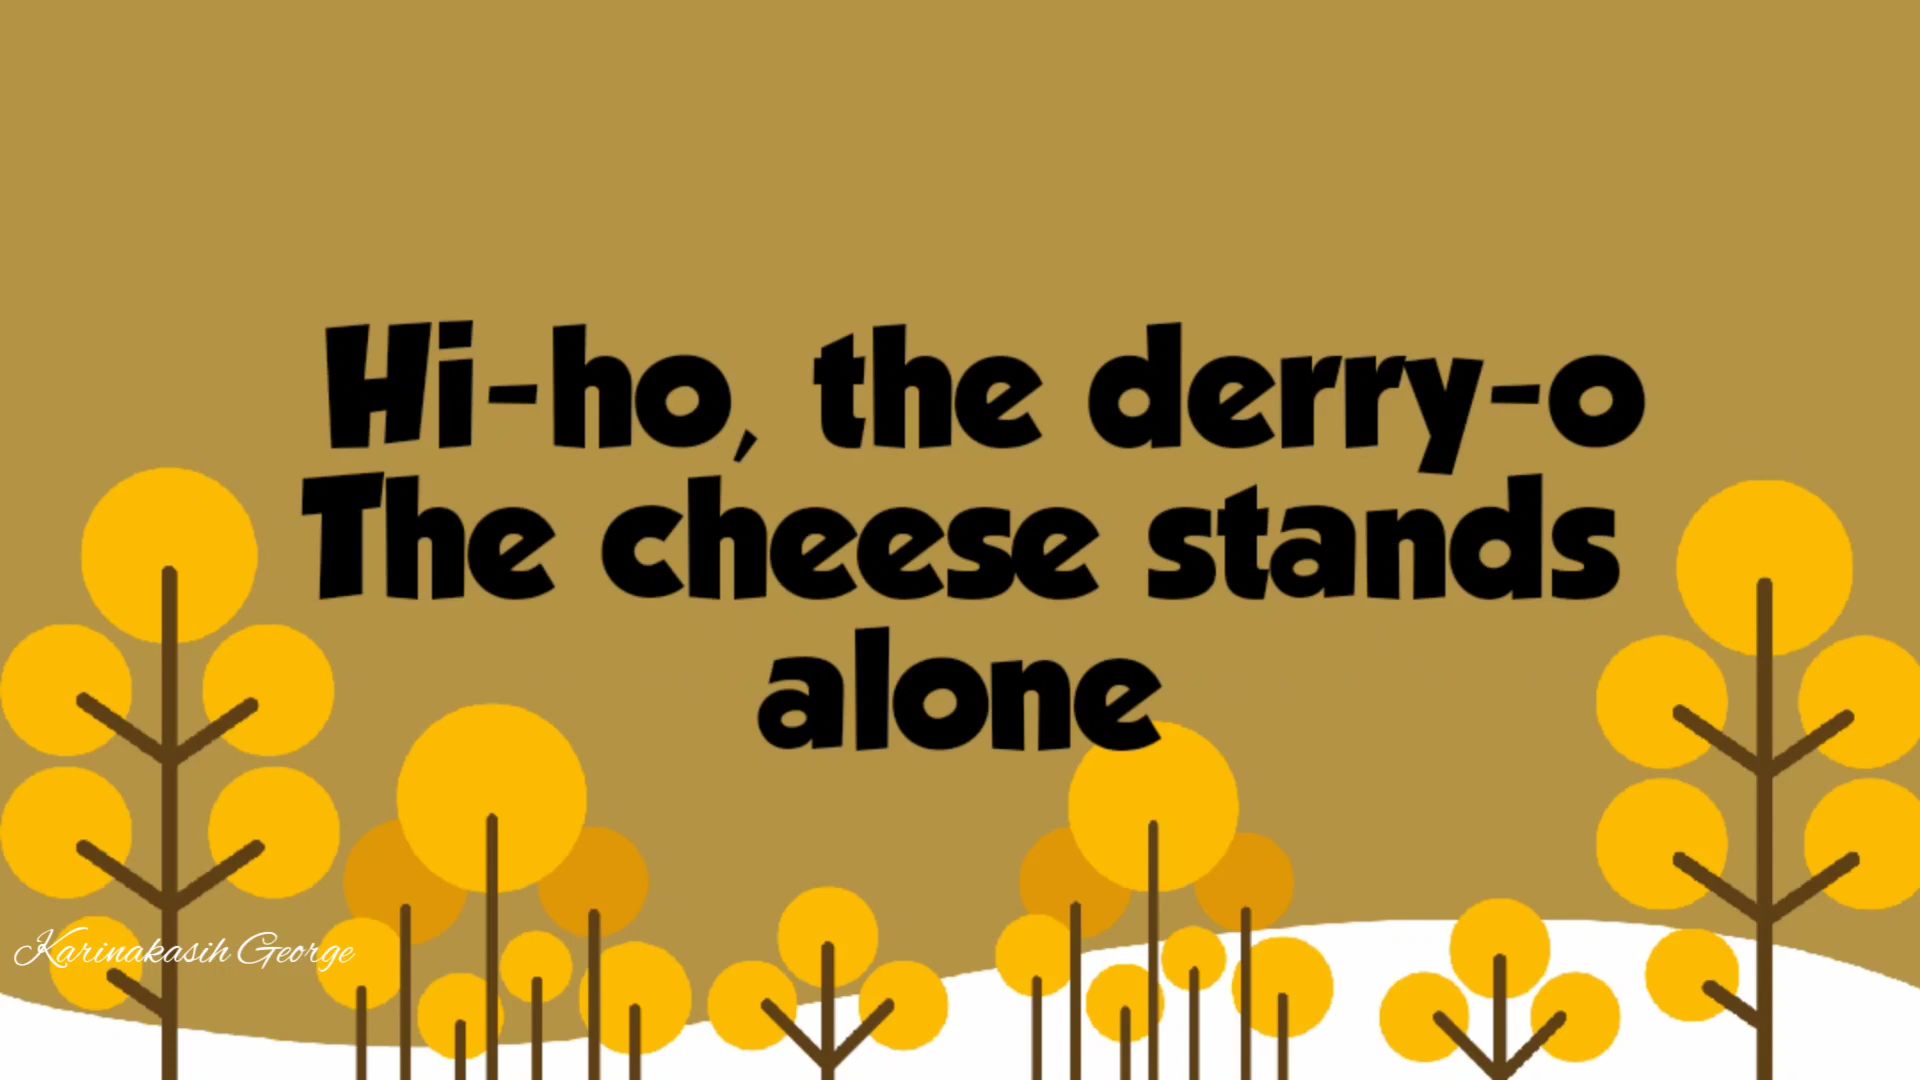 Hi-ho, the derry-o
The cheese stands
alone
Karinakasih George